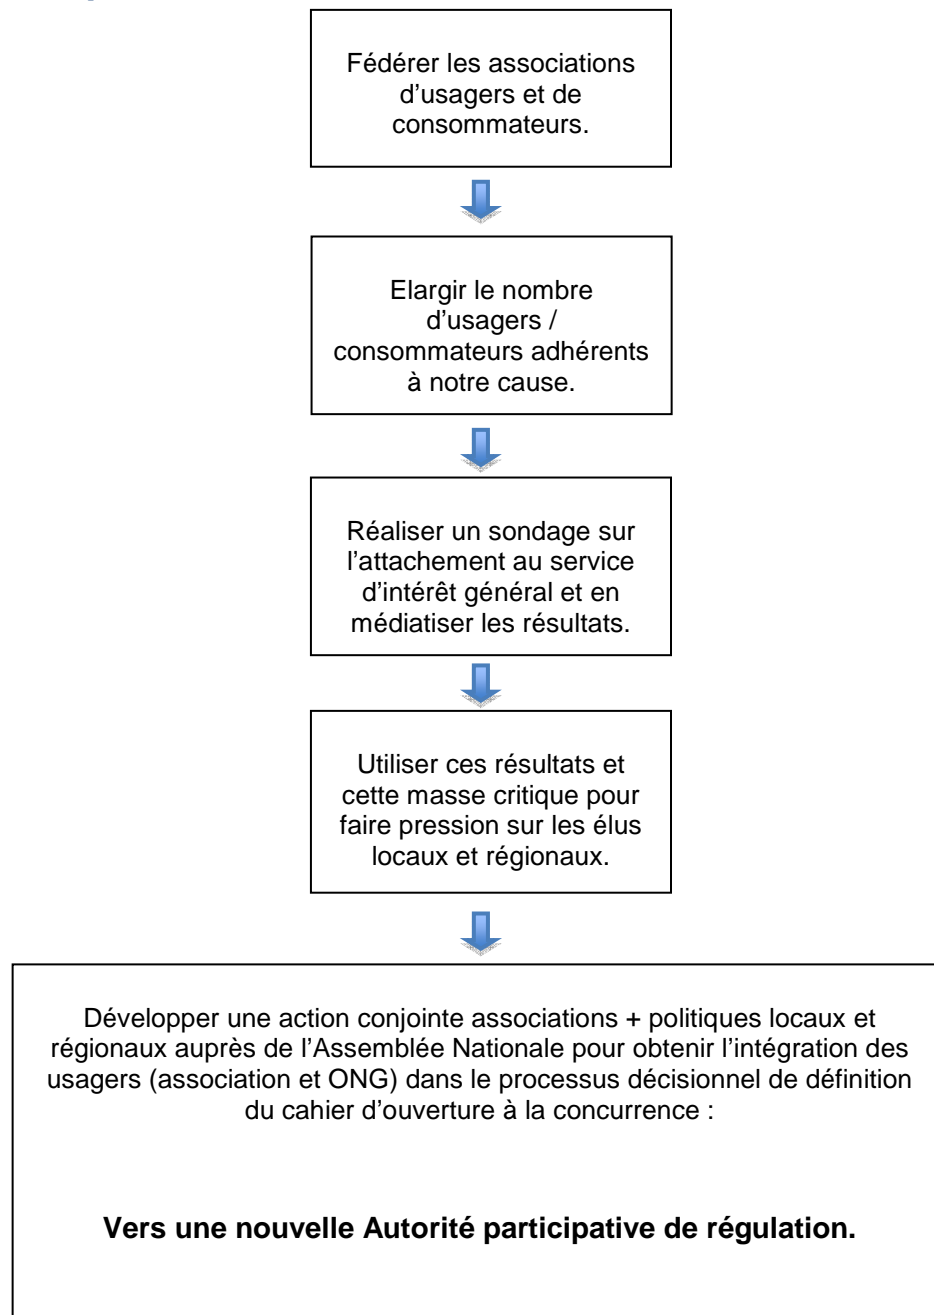 Fédérer les associations
d’usagers et de
consommateurs.
Elargir le nombre
d’usagers /
consommateurs adhérents
à notre cause.
Réaliser un sondage sur
l’attachement au service
d’intérêt général et en
médiatiser les résultats.
Utiliser ces résultats et
cette masse critique pour
faire pression sur les élus
locaux et régionaux.
Développer une action conjointe associations + politiques locaux et
régionaux auprès de l’Assemblée Nationale pour obtenir l’intégration des
usagers (association et ONG) dans le processus décisionnel de définition
du cahier d’ouverture à la concurrence :
Vers une nouvelle Autorité participative de régulation.